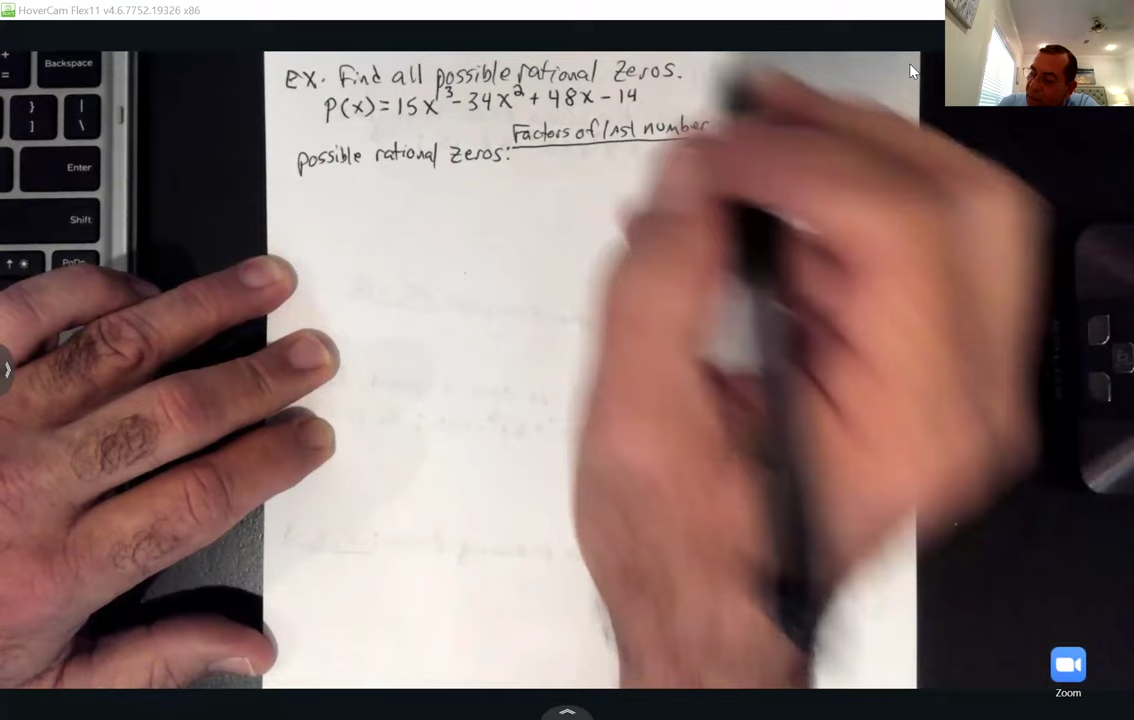 HoverCam Flex11 v4.6.7752.19326 x86
Backspace
Enter
Shift
PgDn
ex. Find all possible rational zeros.
P(x) = 15x³ - 34x² + 48x - 14
Factors of last number
possible rational zeros:
Zoom